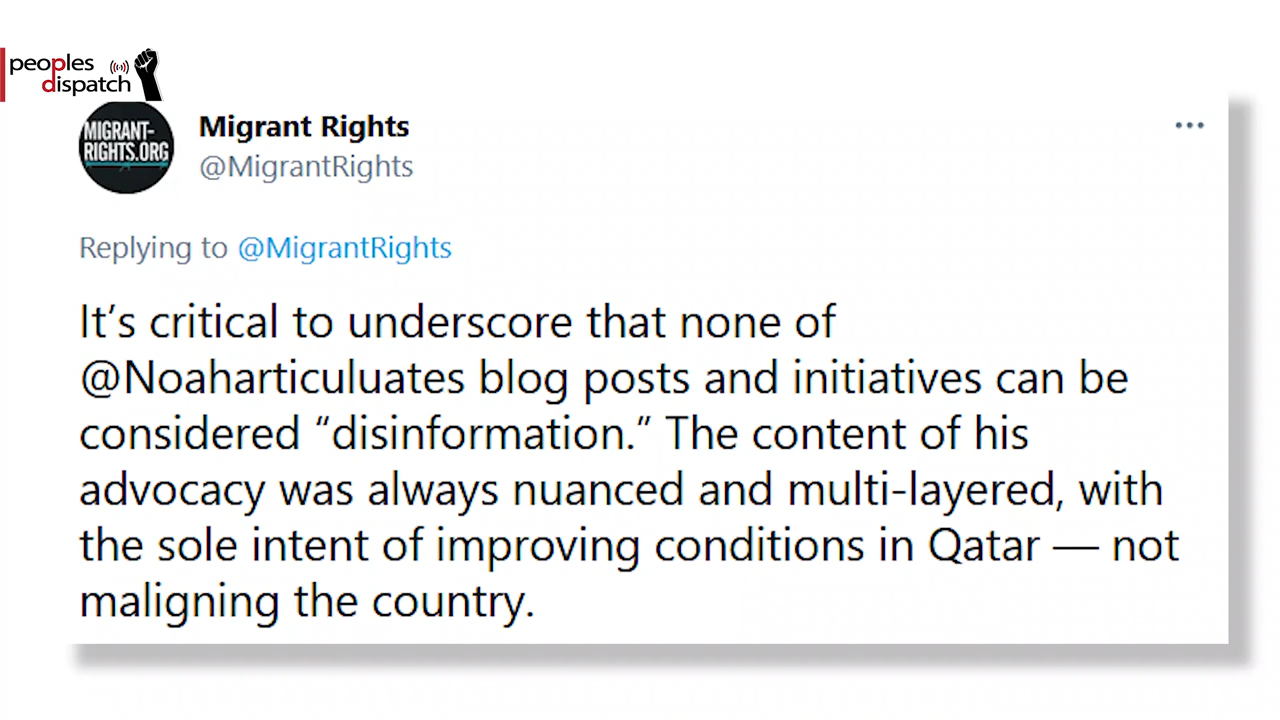 peoples
dispatch
MIGRANT-
RIGHTS.ORG
Migrant Rights
@MigrantRights
Replying to @MigrantRights
It’s critical to underscore that none of
@Noaharticuluates blog posts and initiatives can be
considered “disinformation.” The content of his
advocacy was always nuanced and multi-layered, with
the sole intent of improving conditions in Qatar — not
maligning the country.